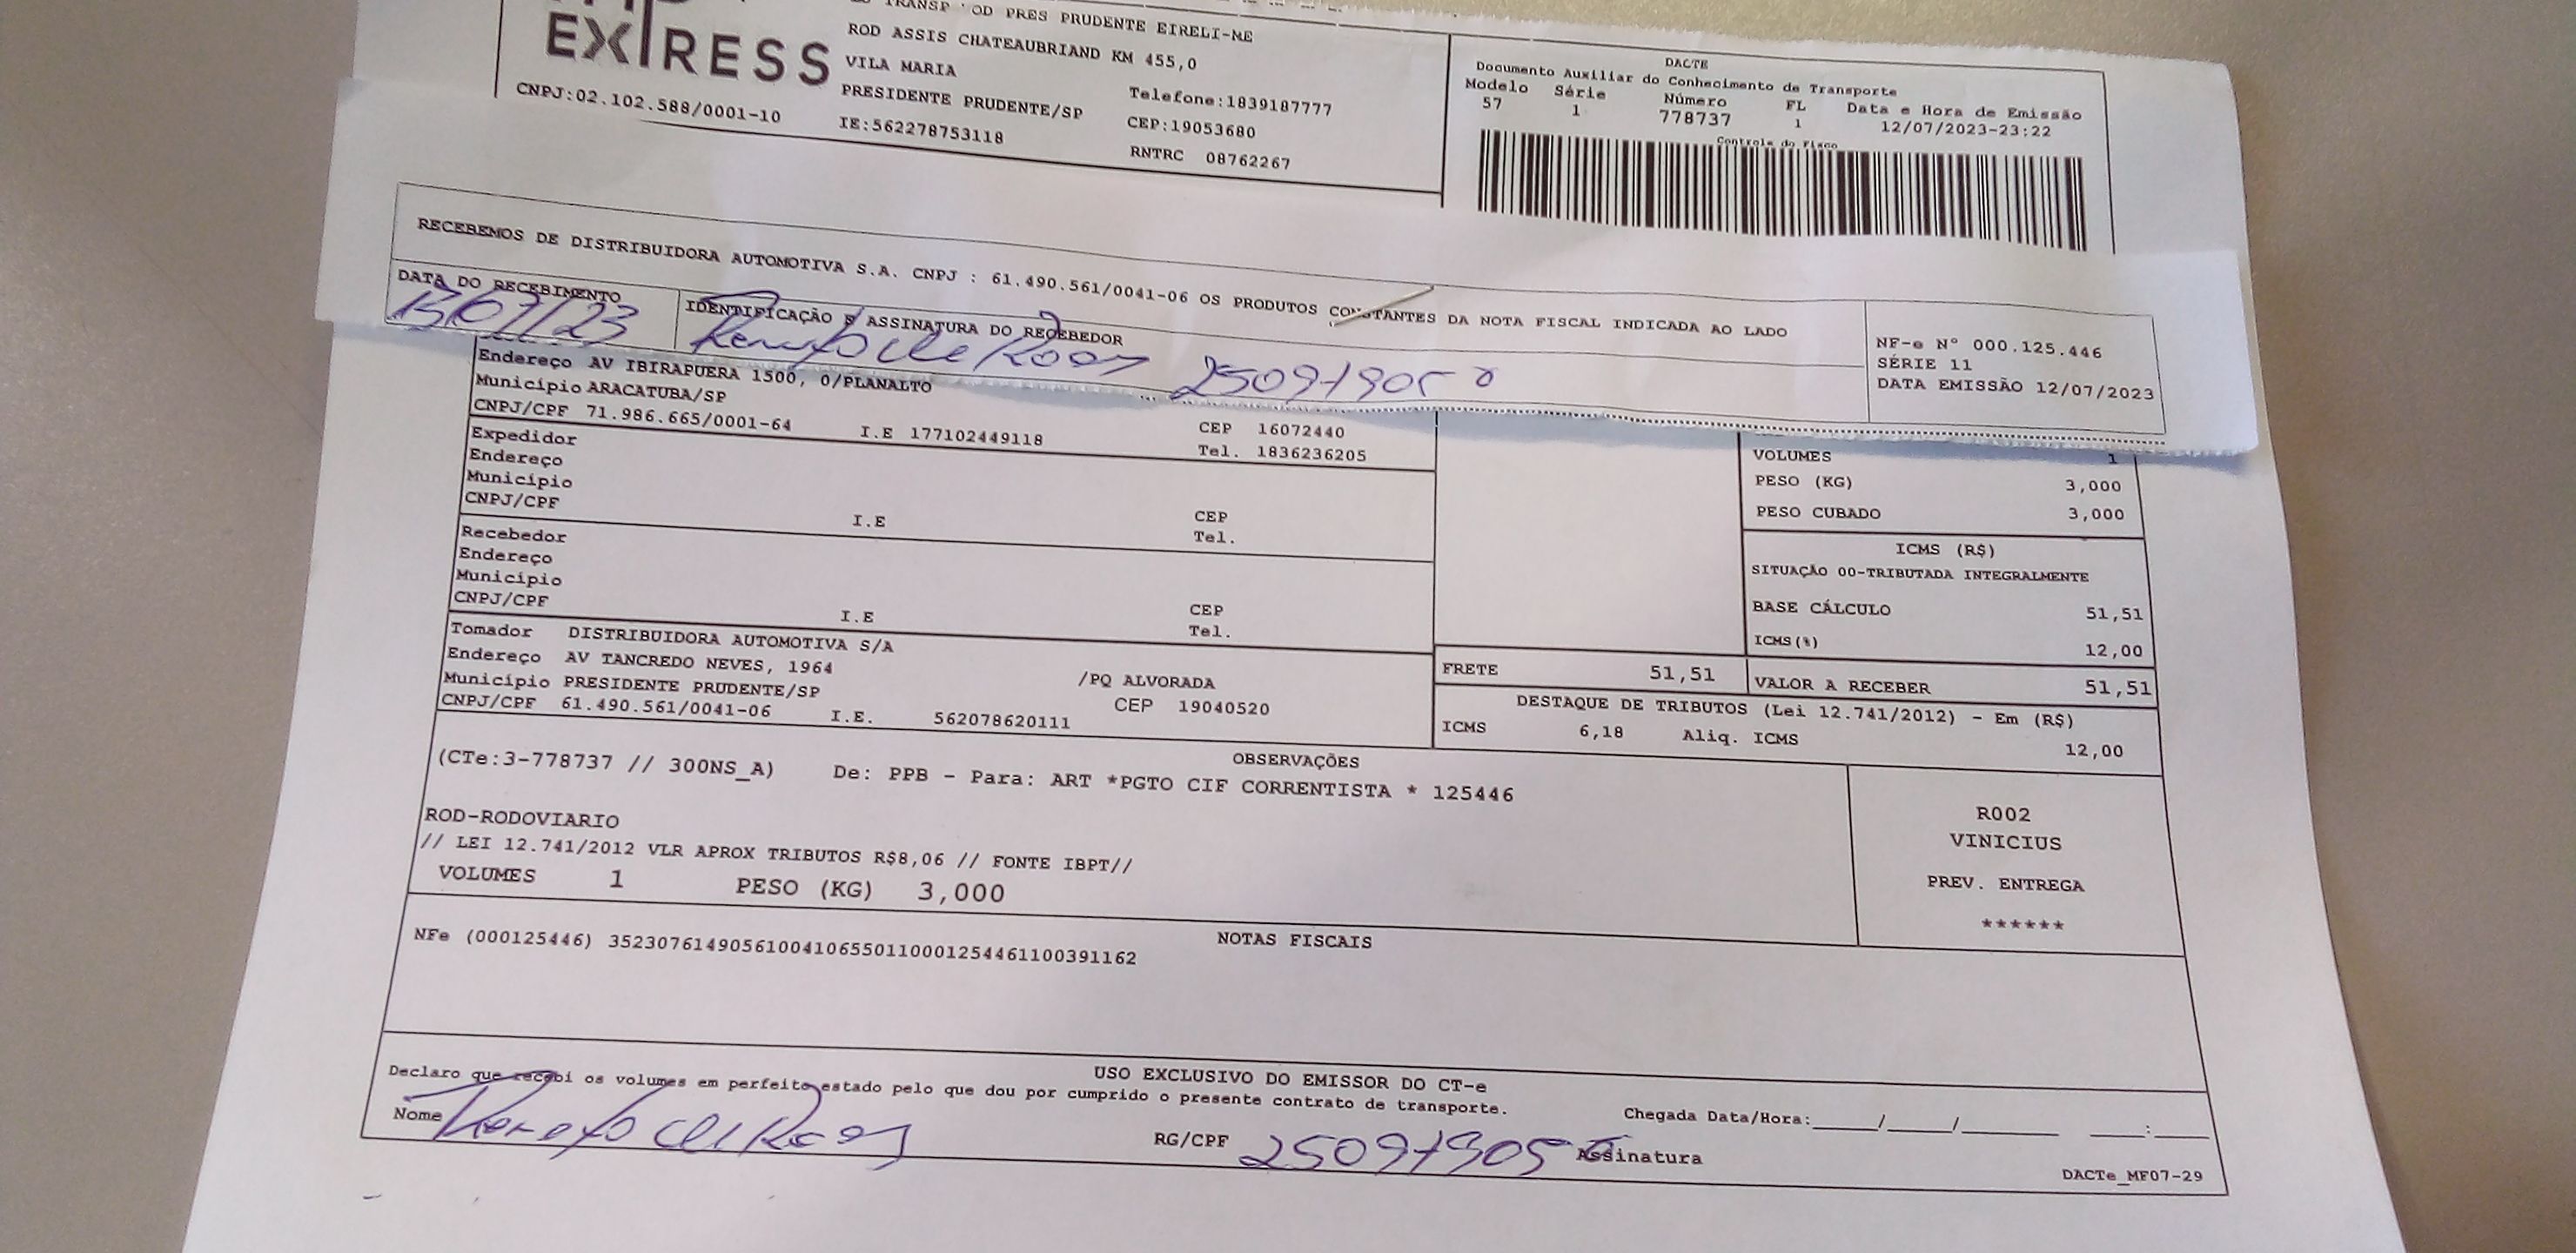 EXPRESS
TRANSP ROD PRES PRUDENTE EIRELI-ME
ROD ASSIS CHATEAUBRIAND KM 455,0
VILA MARIA
PRESIDENTE PRUDENTE/SP Telefone:1839187777
CEP:19053680
CNPJ:02.102.588/0001-10 IE:562278753118 RNTRC 08762267
DACTE
Documento Auxiliar do Conhecimento de Transporte
Modelo Série Número FL Data e Hora de Emissão
57 1 778737 1 12/07/2023-23:22
Controle do Fisco
RECEBEMOS DE DISTRIBUIDORA AUTOMOTIVA S.A. CNPJ : 61.490.561/0041-06 OS PRODUTOS CONSTANTES DA NOTA FISCAL INDICADA AO LADO
DATA DO RECEBIMENTO IDENTIFICAÇÃO E ASSINATURA DO RECEBEDOR
13/07/23
NF-e Nº 000.125.446
SÉRIE 11
DATA EMISSÃO 12/07/2023
Endereço AV IBIRAPUERA 1500, 0/PLANALTO
Município ARACATUBA/SP CEP 16072440
CNPJ/CPF 71.986.665/0001-64 I.E 177102449118 Tel. 1836236205
Expedidor
Endereço
Município CEP
CNPJ/CPF I.E Tel.
Recebedor
Endereço
Município CEP
CNPJ/CPF I.E Tel.
Tomador DISTRIBUIDORA AUTOMOTIVA S/A
Endereço AV TANCREDO NEVES, 1964 /PQ ALVORADA
Município PRESIDENTE PRUDENTE/SP CEP 19040520
CNPJ/CPF 61.490.561/0041-06 I.E. 562078620111
VOLUMES 1
PESO (KG) 3,000
PESO CUBADO 3,000
ICMS (R$)
SITUAÇÃO 00-TRIBUTADA INTEGRALMENTE
BASE CÁLCULO 51,51
ICMS(%) 12,00
FRETE 51,51 VALOR A RECEBER 51,51
DESTAQUE DE TRIBUTOS (Lei 12.741/2012) - Em (R$)
ICMS 6,18 Aliq. ICMS 12,00
OBSERVAÇÕES
(CTe:3-778737 // 300NS_A) De: PPB - Para: ART *PGTO CIF CORRENTISTA * 125446
ROD-RODOVIARIO
// LEI 12.741/2012 VLR APROX TRIBUTOS R$8,06 // FONTE IBPT//
VOLUMES 1 PESO (KG) 3,000
R002
VINICIUS
PREV. ENTREGA
******
NOTAS FISCAIS
NFe (000125446) 35230761490561004106550110001254461100391162
USO EXCLUSIVO DO EMISSOR DO CT-e
Declaro que recebi os volumes em perfeito estado pelo que dou por cumprido o presente contrato de transporte.
Nome RG/CPF Assinatura
Chegada Data/Hora:_____/_____/________ _____:_____
DACTe_MF07-29